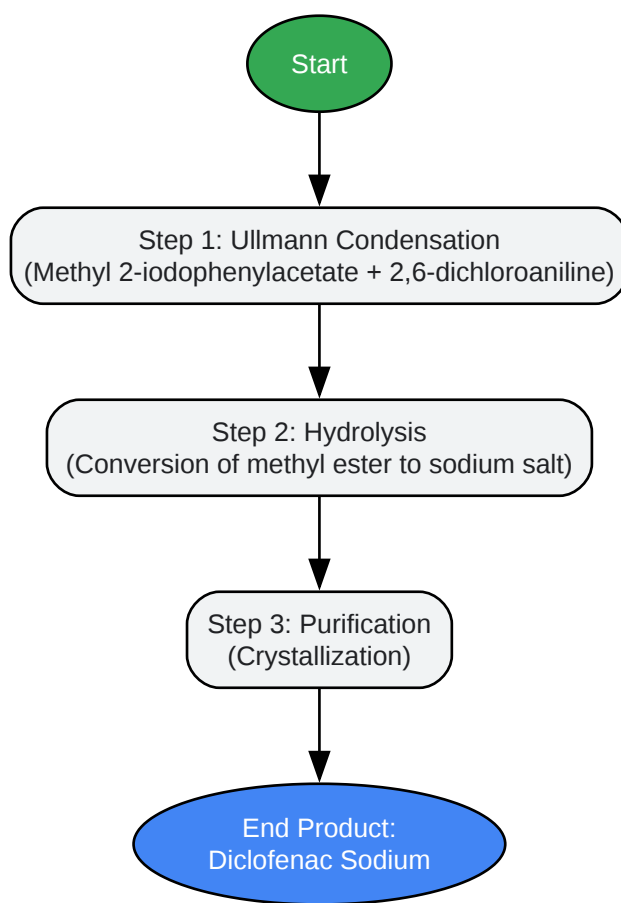 Start
Step 1: Ullmann Condensation
(Methyl 2-iodophenylacetate + 2,6-dichloroaniline)
Step 2: Hydrolysis
(Conversion of methyl ester to sodium salt)
Step 3: Purification
(Crystallization)
End Product:
Diclofenac Sodium